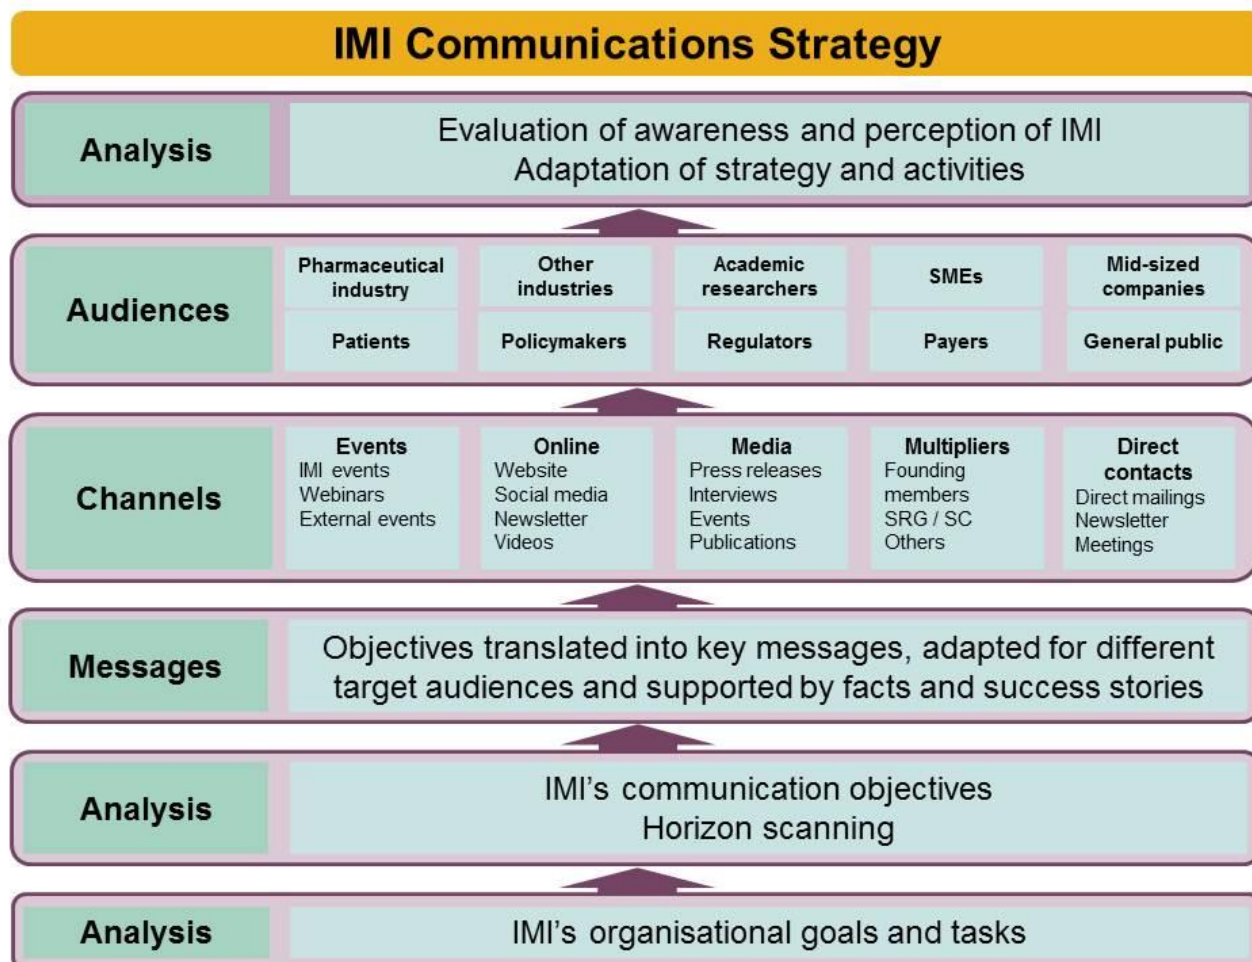 IMI Communications Strategy
Analysis
Evaluation of awareness and perception of IMI
Adaptation of strategy and activities
Audiences
Pharmaceutical
industry
Other
industries
Academic
researchers
SMEs
Mid-sized
companies
Patients
Policymakers
Regulators
Payers
General public
Channels
Events
IMI events
Webinars
External events
Online
Website
Social media
Newsletter
Videos
Media
Press releases
Interviews
Events
Publications
Multipliers
Founding
members
SRG / SC
Others
Direct
contacts
Direct mailings
Newsletter
Meetings
Messages
Objectives translated into key messages, adapted for different
target audiences and supported by facts and success stories
Analysis
IMI’s communication objectives
Horizon scanning
Analysis
IMI’s organisational goals and tasks